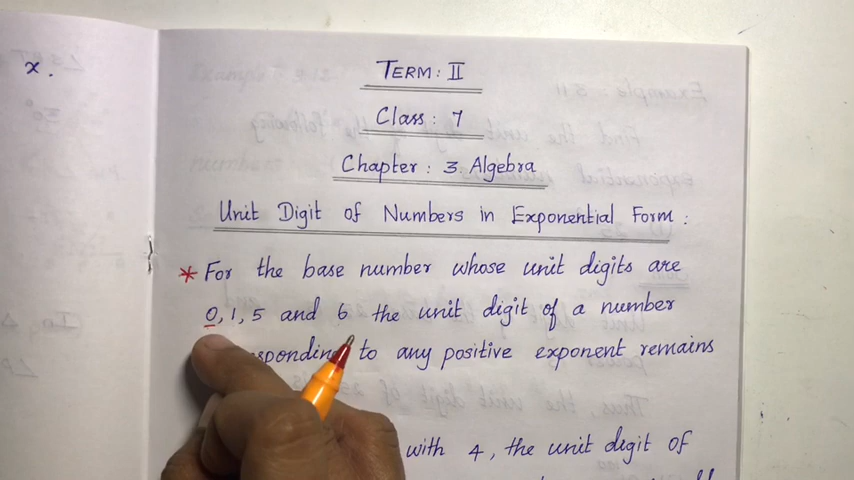 x.
TERM: II
Class: 7
Chapter: 3. Algebra
Unit Digit of Numbers in Exponential Form:
* For the base number whose unit digits are
0, 1, 5 and 6 the unit digit of a number
to any positive exponent remains
with 4, the unit digit of